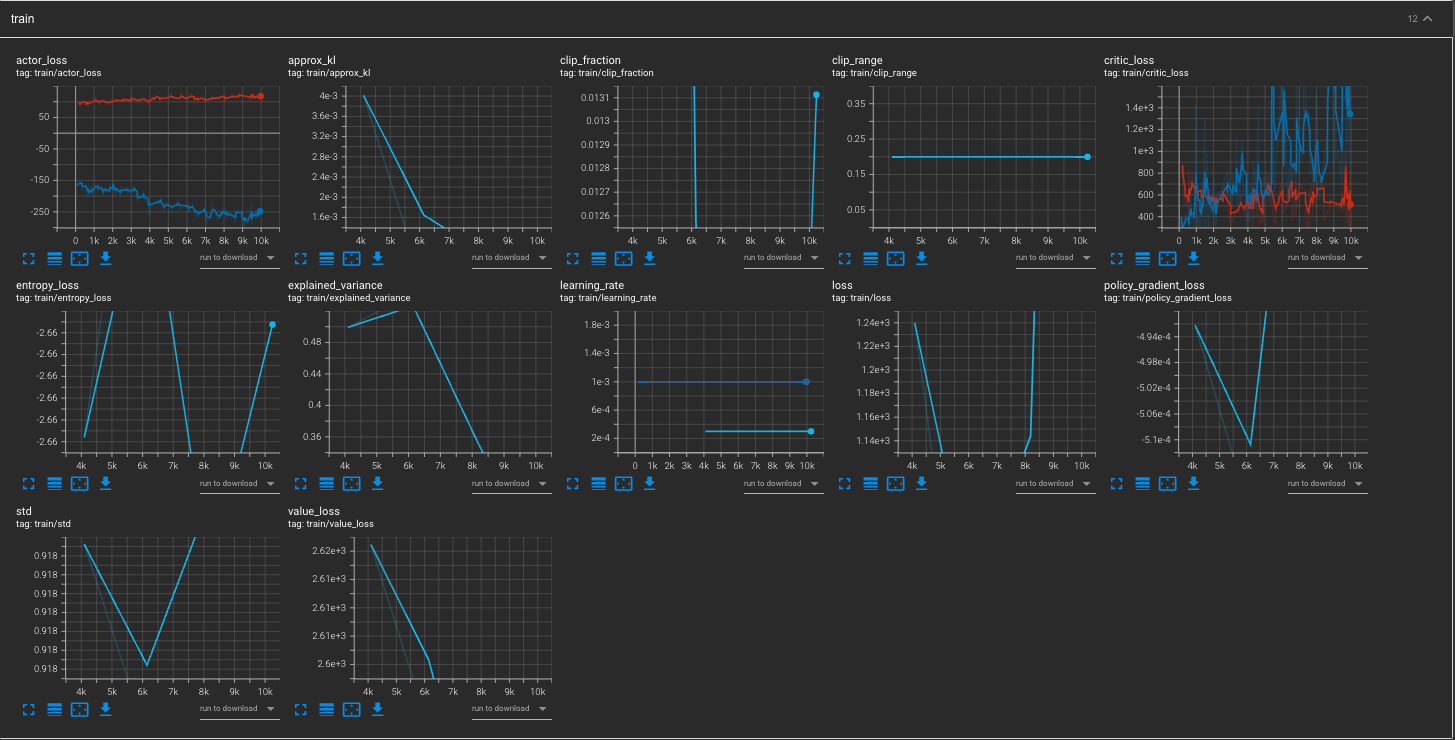 train
12
actor_loss
tag: train/actor_loss
50
-50
-150
-250
0 1k 2k 3k 4k 5k 6k 7k 8k 9k 10k
run to download
approx_kl
tag: train/approx_kl
4e-3
3.6e-3
3.2e-3
2.8e-3
2.4e-3
2e-3
1.6e-3
4k 5k 6k 7k 8k 9k 10k
run to download
clip_fraction
tag: train/clip_fraction
0.0131
0.013
0.0129
0.0128
0.0127
0.0126
4k 5k 6k 7k 8k 9k 10k
run to download
clip_range
tag: train/clip_range
0.35
0.25
0.15
0.05
4k 5k 6k 7k 8k 9k 10k
run to download
critic_loss
tag: train/critic_loss
1.4e+3
1.2e+3
1e+3
800
600
400
0 1k 2k 3k 4k 5k 6k 7k 8k 9k 10k
run to download
entropy_loss
tag: train/entropy_loss
-2.66
-2.66
-2.66
-2.66
-2.66
-2.66
4k 5k 6k 7k 8k 9k 10k
run to download
explained_variance
tag: train/explained_variance
0.48
0.44
0.4
0.36
4k 5k 6k 7k 8k 9k 10k
run to download
learning_rate
tag: train/learning_rate
1.8e-3
1.4e-3
1e-3
6e-4
2e-4
0 1k 2k 3k 4k 5k 6k 7k 8k 9k 10k
run to download
loss
tag: train/loss
1.24e+3
1.22e+3
1.2e+3
1.18e+3
1.16e+3
1.14e+3
4k 5k 6k 7k 8k 9k 10k
run to download
policy_gradient_loss
tag: train/policy_gradient_loss
-4.94e-4
-4.98e-4
-5.02e-4
-5.06e-4
-5.1e-4
4k 5k 6k 7k 8k 9k 10k
run to download
std
tag: train/std
0.918
0.918
0.918
0.918
0.918
0.918
0.918
4k 5k 6k 7k 8k 9k 10k
run to download
value_loss
tag: train/value_loss
2.62e+3
2.61e+3
2.61e+3
2.61e+3
2.6e+3
4k 5k 6k 7k 8k 9k 10k
run to download